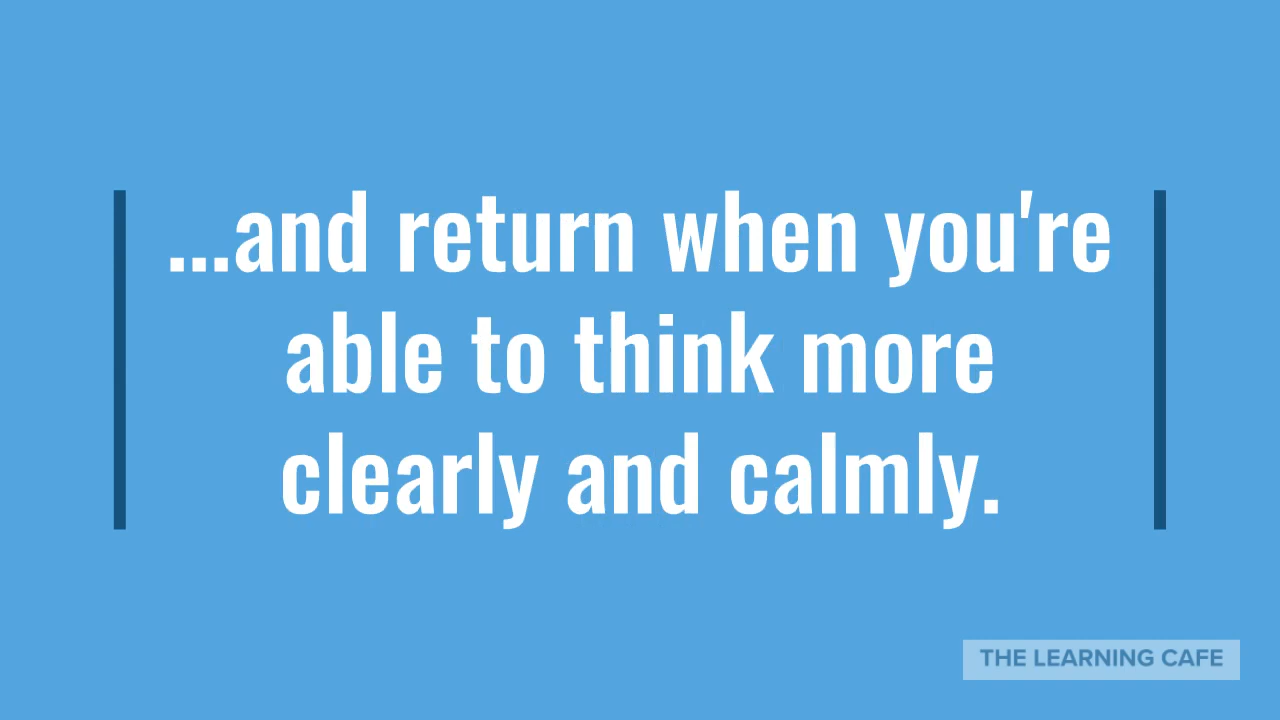 ...and return when you're
able to think more
clearly and calmly.
THE LEARNING CAFE